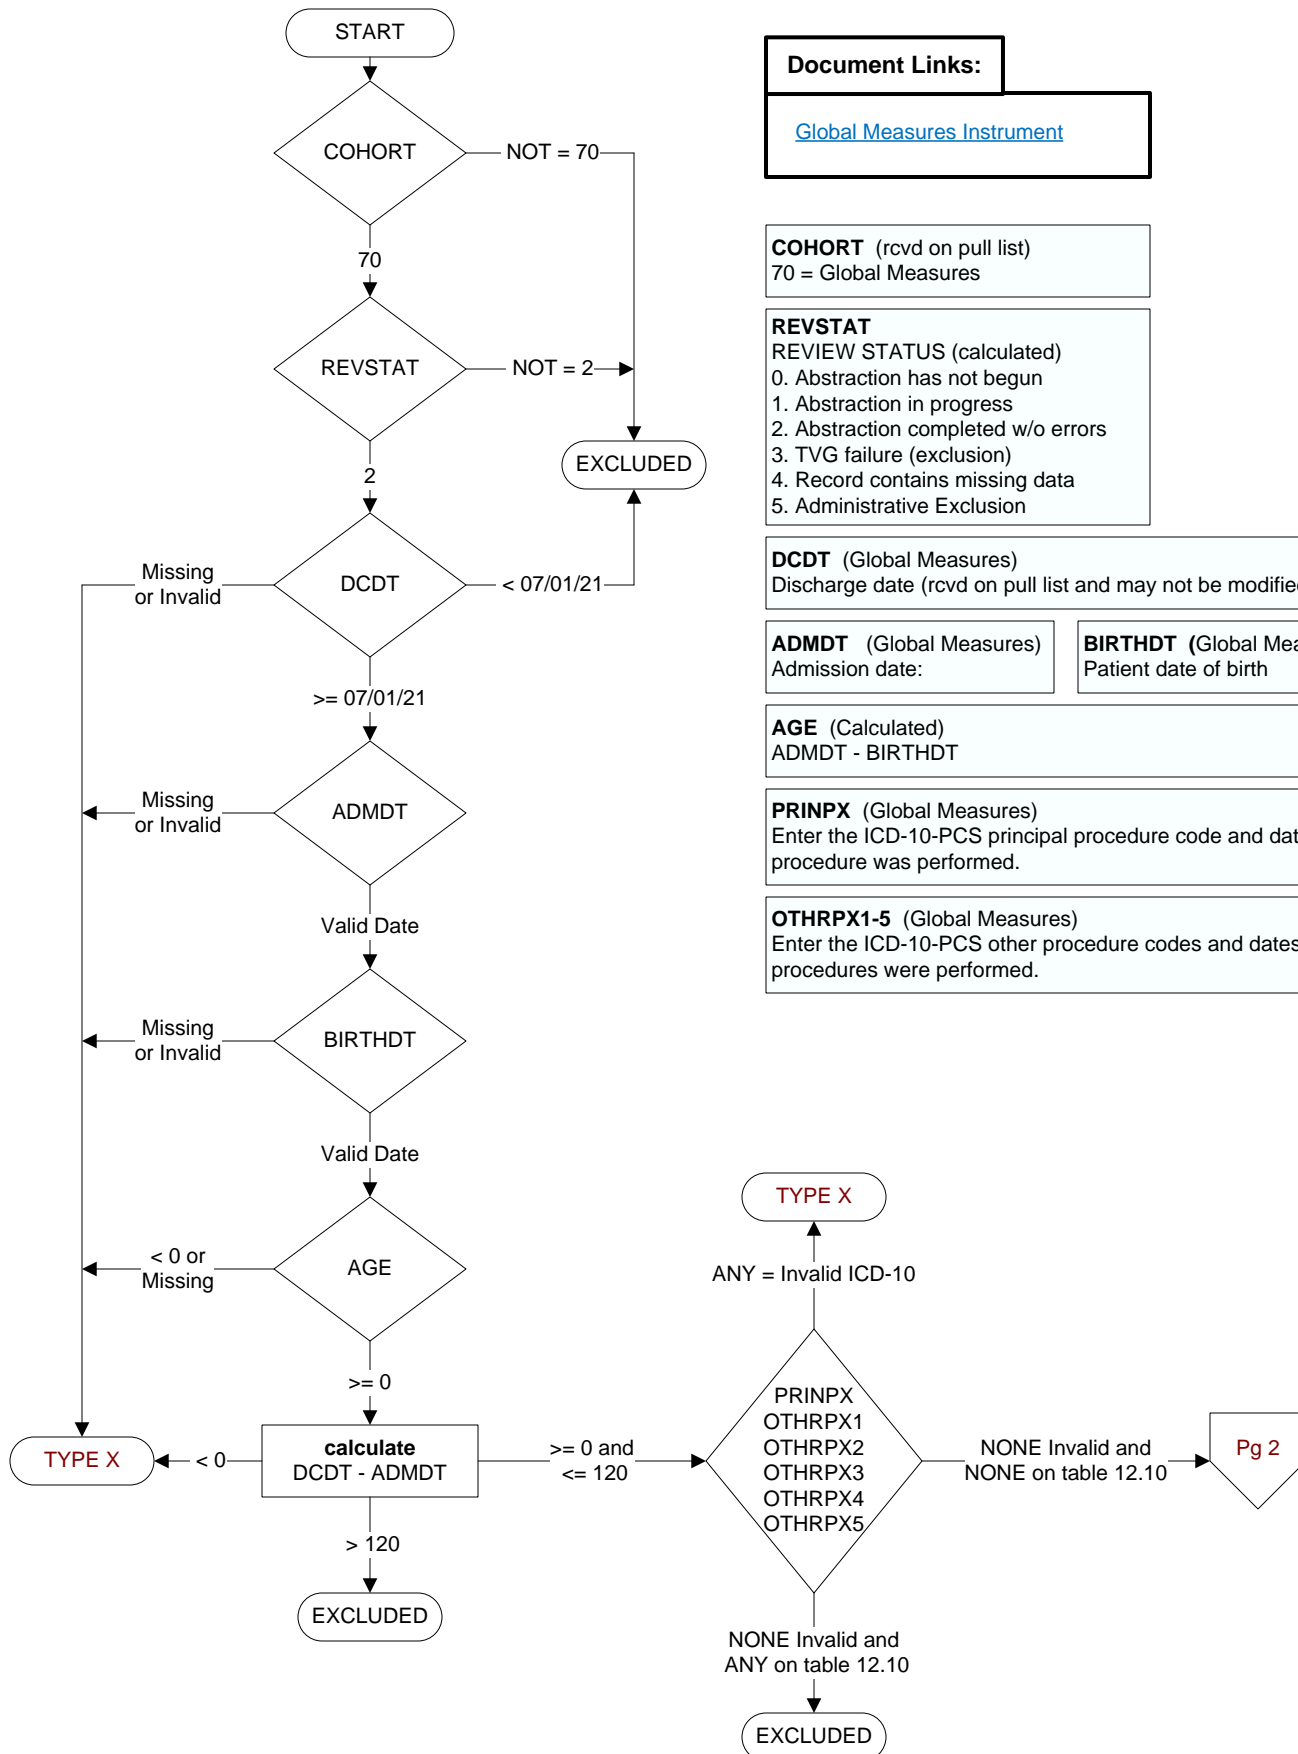 START
COHORT
NOT = 70
70
REVSTAT
NOT = 2
EXCLUDED
2
DCDT
Missing
or Invalid
< 07/01/21
>= 07/01/21
ADMDT
Missing
or Invalid
Valid Date
BIRTHDT
Missing
or Invalid
Valid Date
AGE
< 0 or
Missing
>= 0
calculate
DCDT - ADMDT
< 0
TYPE X
> 120
EXCLUDED
>= 0 and
<= 120
TYPE X
ANY = Invalid ICD-10
PRINPX
OTHRPX1
OTHRPX2
OTHRPX3
OTHRPX4
OTHRPX5
NONE Invalid and
NONE on table 12.10
Pg 2
NONE Invalid and
ANY on table 12.10
EXCLUDED
Document Links:
Global Measures Instrument
COHORT (rcvd on pull list)
70 = Global Measures
REVSTAT
REVIEW STATUS (calculated)
0. Abstraction has not begun
1. Abstraction in progress
2. Abstraction completed w/o errors
3. TVG failure (exclusion)
4. Record contains missing data
5. Administrative Exclusion
DCDT (Global Measures)
Discharge date (rcvd on pull list and may not be modifie
ADMDT (Global Measures)
Admission date:
BIRTHDT (Global Mea
Patient date of birth
AGE (Calculated)
ADMDT - BIRTHDT
PRINPX (Global Measures)
Enter the ICD-10-PCS principal procedure code and dat
procedure was performed.
OTHRPX1-5 (Global Measures)
Enter the ICD-10-PCS other procedure codes and dates
procedures were performed.